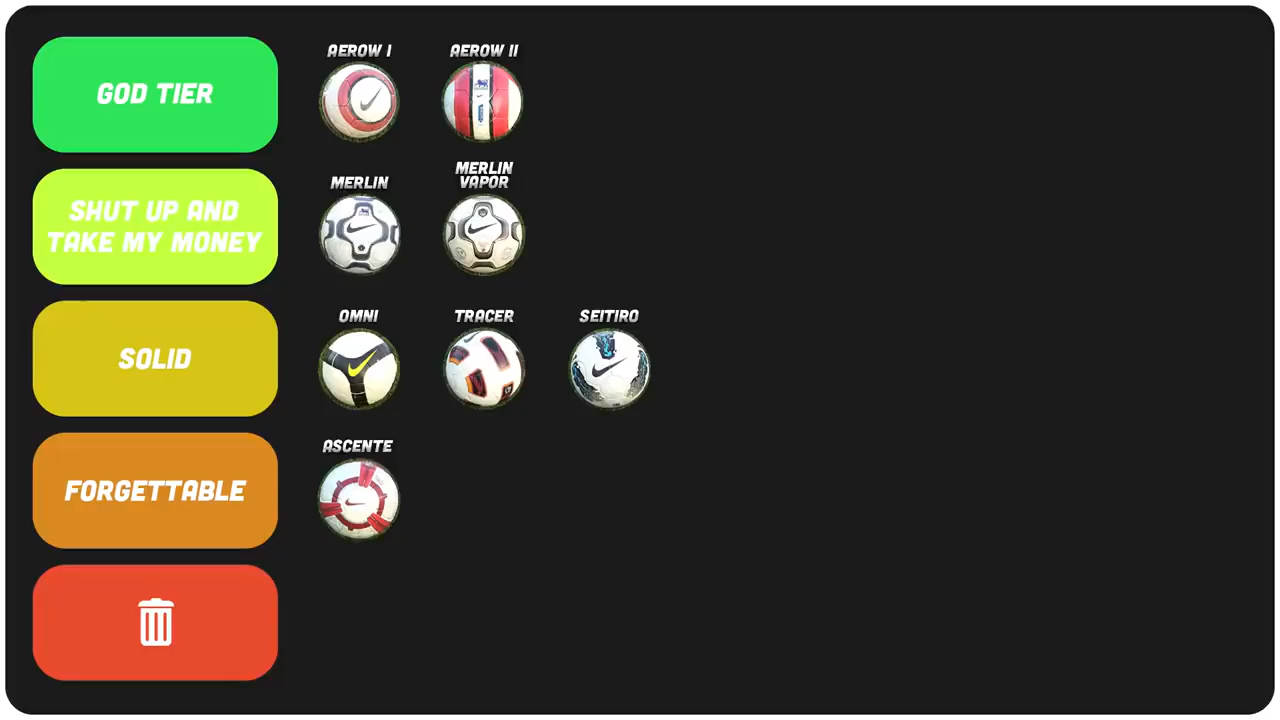 GOD TIER
AEROW I
AEROW II
SHUT UP AND
TAKE MY MONEY
MERLIN
MERLIN
VAPOR
SOLID
OMNI
TRACER
SEITIRO
FORGETTABLE
ASCENTE